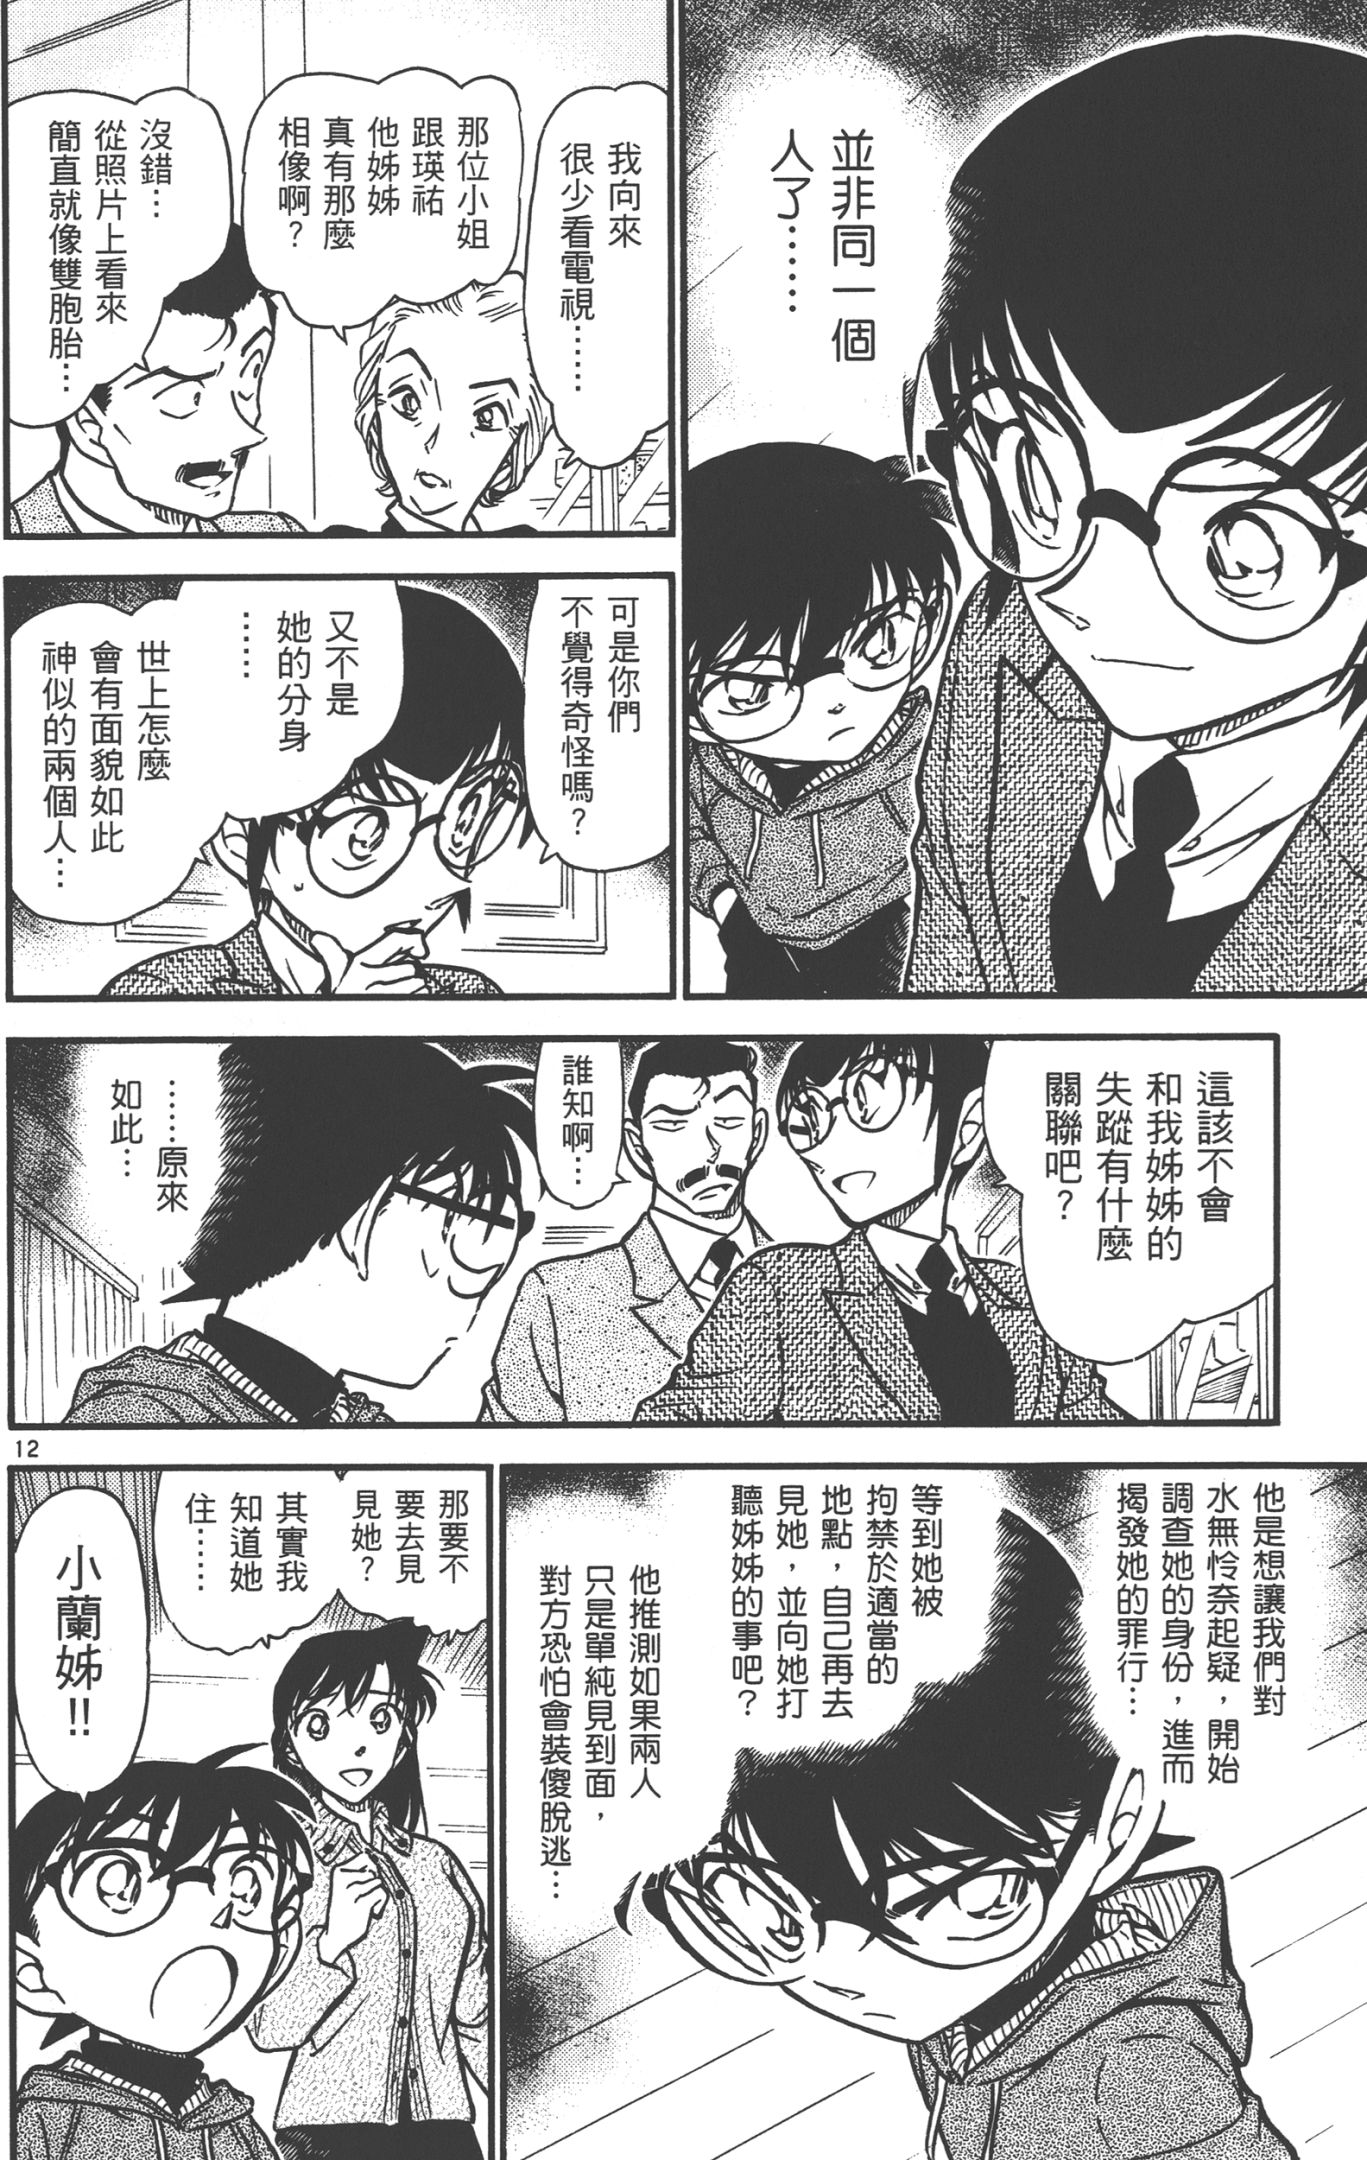 並非同一個
人了……
我向來
很少看電視……
那位小姐
跟瑛祐
他姊姊
真有那麼
相像啊？
沒錯…
從照片上看來
簡直就像雙胞胎…
可是你們
不覺得奇怪嗎？
又不是
她的分身
……
世上怎麼
會有面貌如此
神似的兩個人…
這該不會
和我姊姊的
失蹤有什麼
關聯吧？
誰知啊…
……原來
如此…
12
他是想讓我們對
水無怜奈起疑，開始
調查她的身份，進而
揭發她的罪行…
等到她被
拘禁於適當的
地點，自己再去
見她，並向她打
聽姊姊的事吧？
他推測如果兩人
只是單純見到面，
對方恐怕會裝傻脫逃…
那要不
要去見
見她？
其實我
知道她
住……
小蘭姊!!